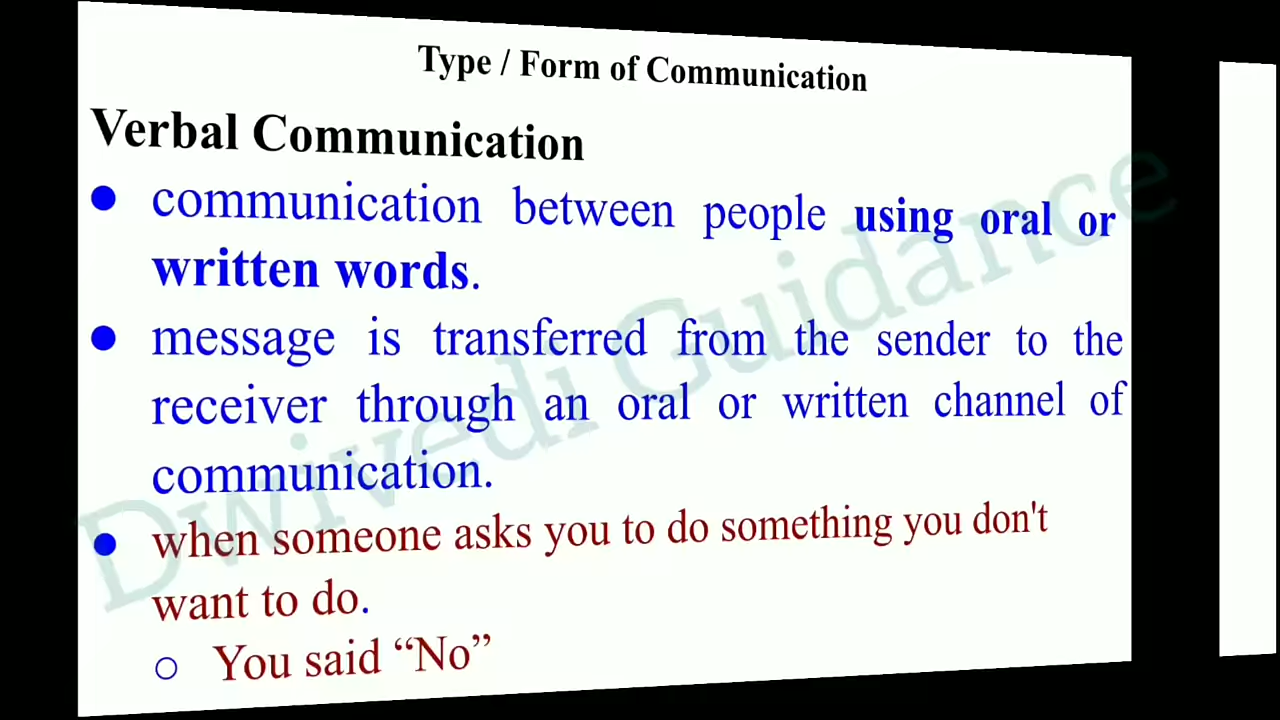 Type / Form of Communication
Verbal Communication
● communication between people using oral or
written words.
● message is transferred from the sender to the
receiver through an oral or written channel of
communication.
● when someone asks you to do something you don't
want to do.
○ You said “No”
Dwivedi Guidance